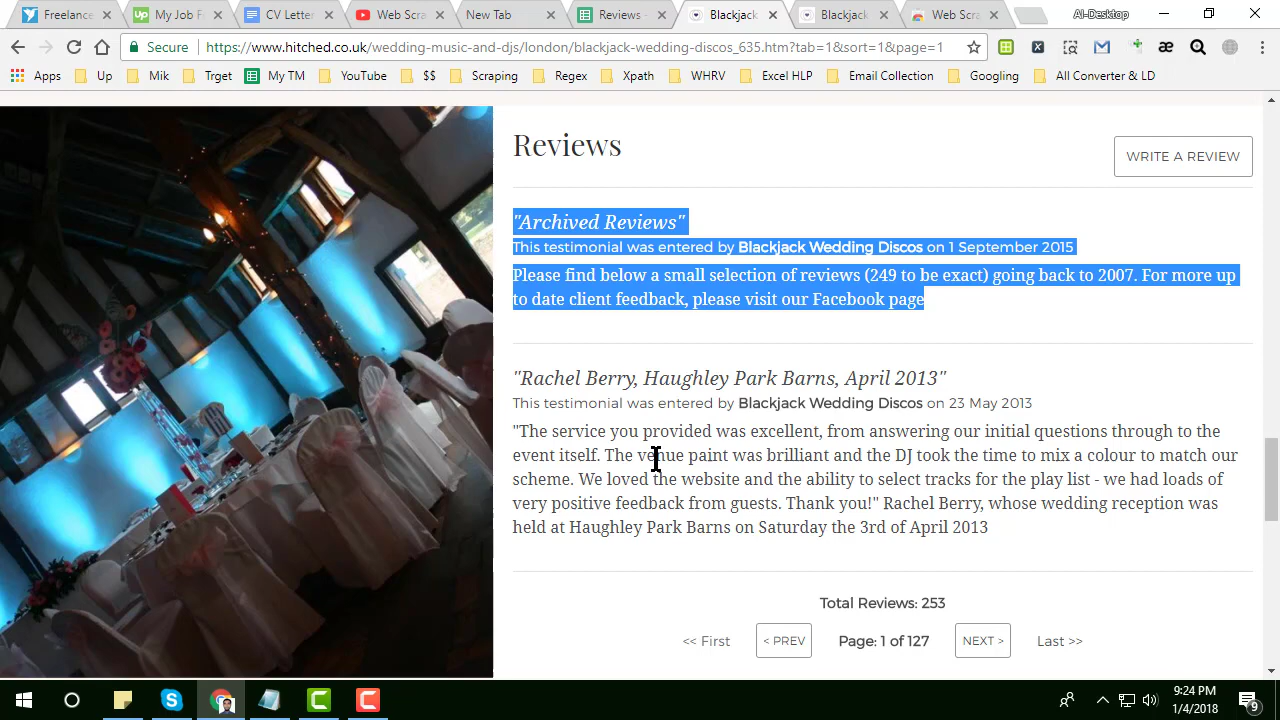 Freelance
My Job F
CV Letter
Web Scra
New Tab
Reviews -
Blackjack
Blackjack
Web Scra
AI-Desktop
Secure
https://www.hitched.co.uk/wedding-music-and-djs/london/blackjack-wedding-discos_635.htm?tab=1&sort=1&page=1
Apps
Up
Mik
Trget
My TM
YouTube
$$
Scraping
Regex
Xpath
WHRV
Excel HLP
Email Collection
Googling
All Converter & LD
Reviews
WRITE A REVIEW
"Archived Reviews"
This testimonial was entered by Blackjack Wedding Discos on 1 September 2015
Please find below a small selection of reviews (249 to be exact) going back to 2007. For more up
to date client feedback, please visit our Facebook page
"Rachel Berry, Haughley Park Barns, April 2013"
This testimonial was entered by Blackjack Wedding Discos on 23 May 2013
"The service you provided was excellent, from answering our initial questions through to the
event itself. The venue paint was brilliant and the DJ took the time to mix a colour to match our
scheme. We loved the website and the ability to select tracks for the play list - we had loads of
very positive feedback from guests. Thank you!" Rachel Berry, whose wedding reception was
held at Haughley Park Barns on Saturday the 3rd of April 2013
Total Reviews: 253
<< First
< PREV
Page: 1 of 127
NEXT >
Last >>
9:24 PM
1/4/2018
9